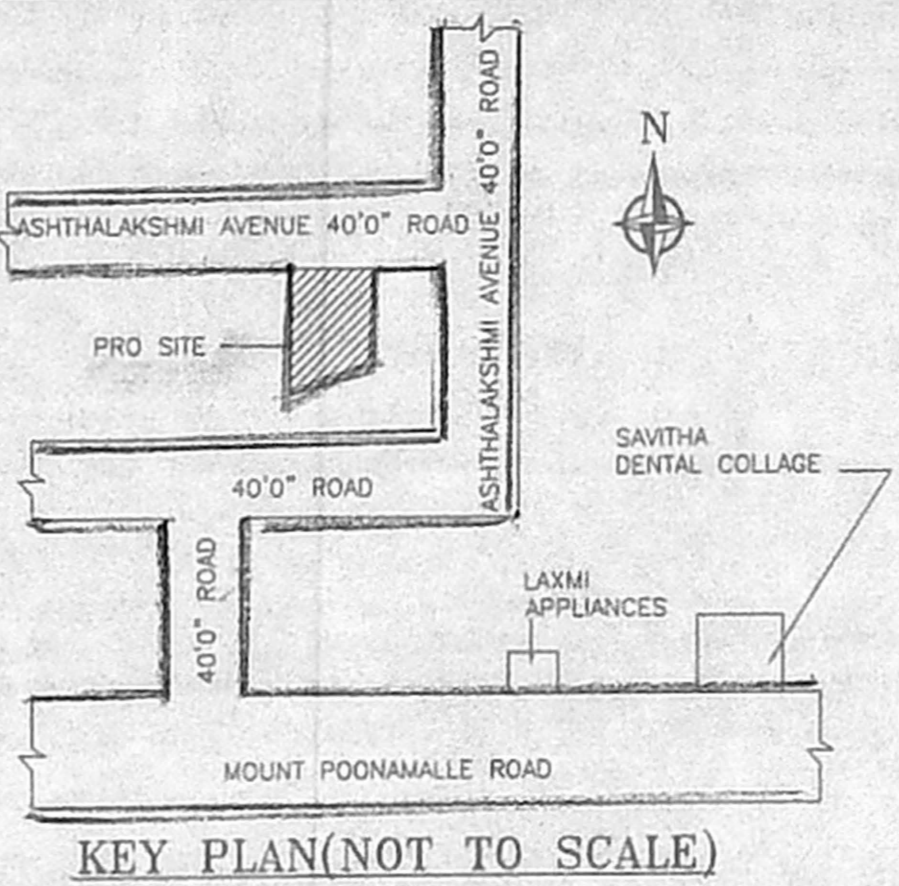 ASHTHALAKSHMI AVENUE 40'0" ROAD
N
ASHTHALAKSHMI AVENUE 40'0" ROAD
PRO SITE
SAVITHA
DENTAL COLLAGE
40'0" ROAD
40'0" ROAD
LAXMI
APPLIANCES
MOUNT POONAMALLE ROAD
KEY PLAN(NOT TO SCALE)